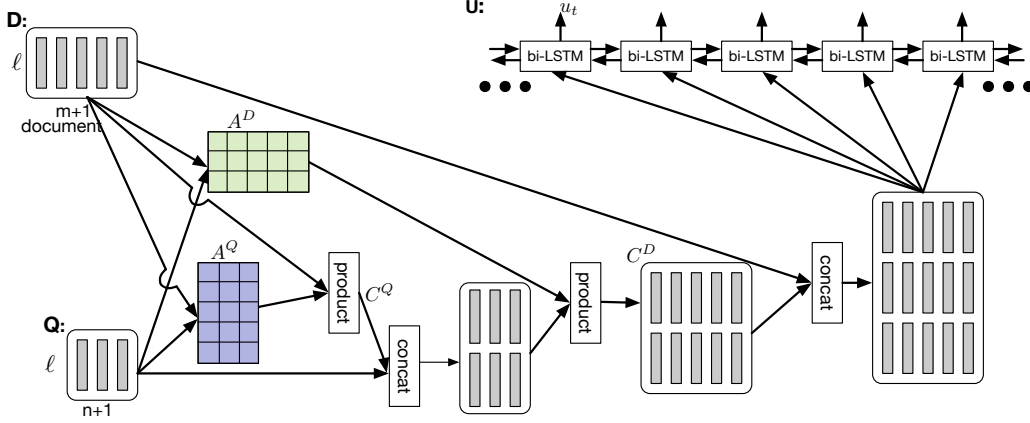 D:
U:
u_t
bi-LSTM bi-LSTM bi-LSTM bi-LSTM bi-LSTM
ℓ
m+1
document
A^D
A^Q
product
C^Q
product
C^D
concat
Q:
ℓ
concat
n+1